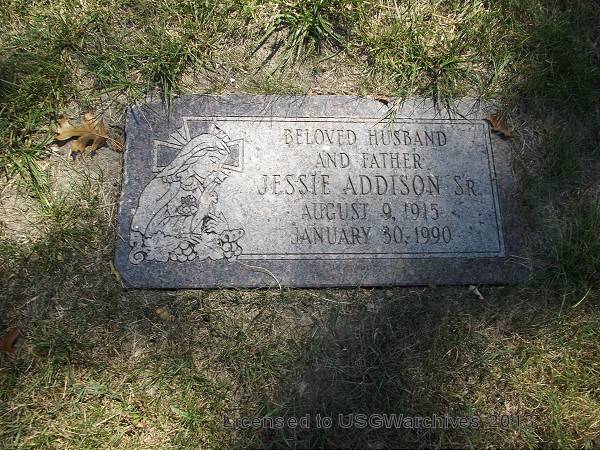 BELOVED HUSBAND
AND FATHER
JESSIE ADDISON SR.
AUGUST 9, 1915
JANUARY 30, 1990
Licensed to USGWarchives 2013